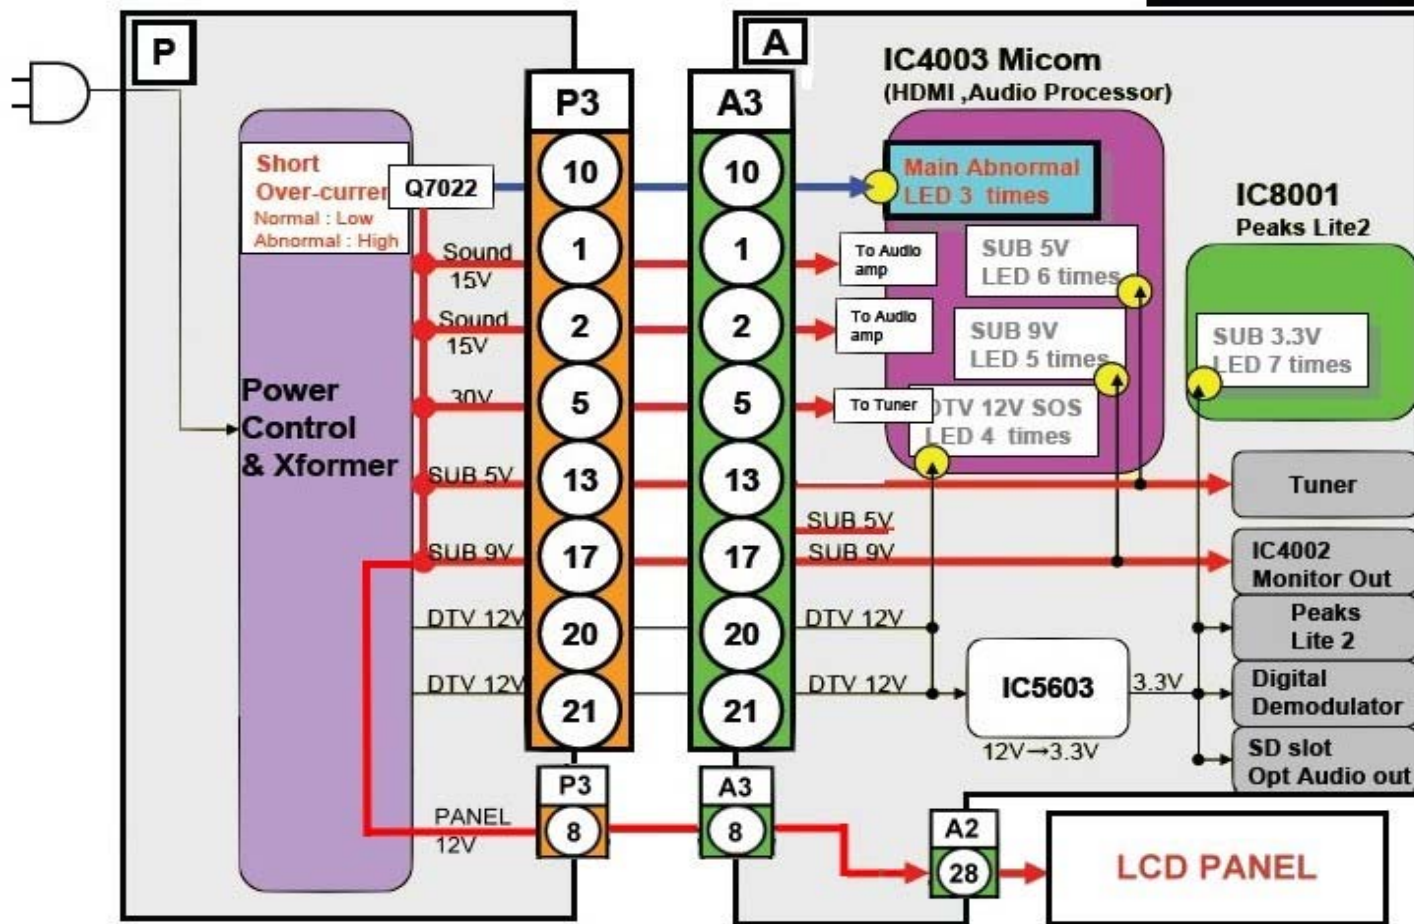 P
Short
Over-curren
Normal : Low
Abnormal : High
Q7022
Power
Control
& Xformer
Sound
15V
Sound
15V
30V
SUB 5V
SUB 9V
DTV 12V
DTV 12V
PANEL
12V
P3
10
1
2
5
13
17
20
21
P3
8
A
A3
10
1
2
5
13
17
20
21
A3
8
IC4003 Micom
(HDMI ,Audio Processor)
Main Abnormal
LED 3 times
To Audio
amp
To Audio
amp
To Tuner
SUB 5V
LED 6 times
SUB 9V
LED 5 times
DTV 12V SOS
LED 4 times
SUB 5V
SUB 9V
DTV 12V
DTV 12V
IC5603
12V→3.3V
3.3V
IC8001
Peaks Lite2
SUB 3.3V
LED 7 times
Tuner
IC4002
Monitor Out
Peaks
Lite 2
Digital
Demodulator
SD slot
Opt Audio out
A2
28
LCD PANEL